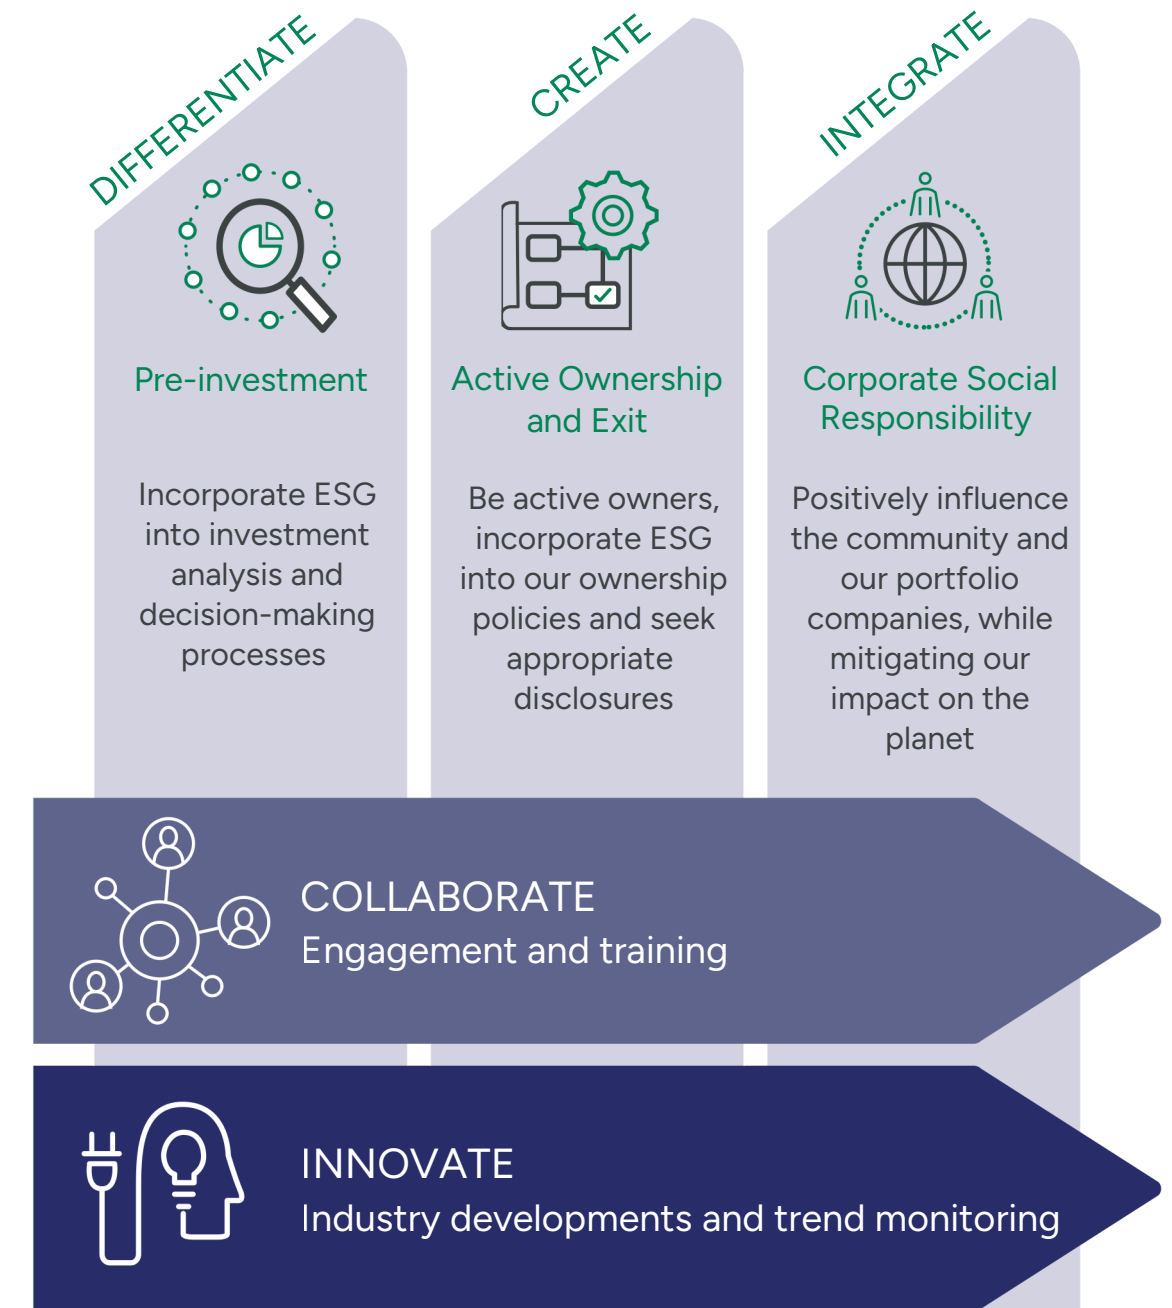 DIFFERENTIATE
Pre-investment
Incorporate ESG
into investment
analysis and
decision-making
processes
CREATE
Active Ownership
and Exit
Be active owners,
incorporate ESG
into our ownership
policies and seek
appropriate
disclosures
INTEGRATE
Corporate Social
Responsibility
Positively influence
the community and
our portfolio
companies, while
mitigating our
impact on the
planet
COLLABORATE
Engagement and training
INNOVATE
Industry developments and trend monitoring